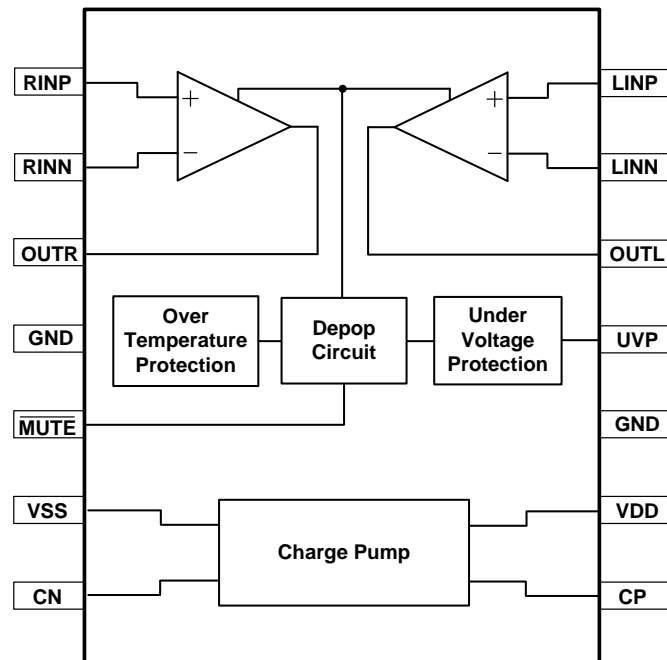 RINP
LINP
+
+
RINN
−
−
LINN
OUTR
OUTL
GND
Over
Temperature
Protection
Depop
Circuit
Under
Voltage
Protection
UVP
MUTE
GND
VSS
VDD
Charge Pump
CN
CP